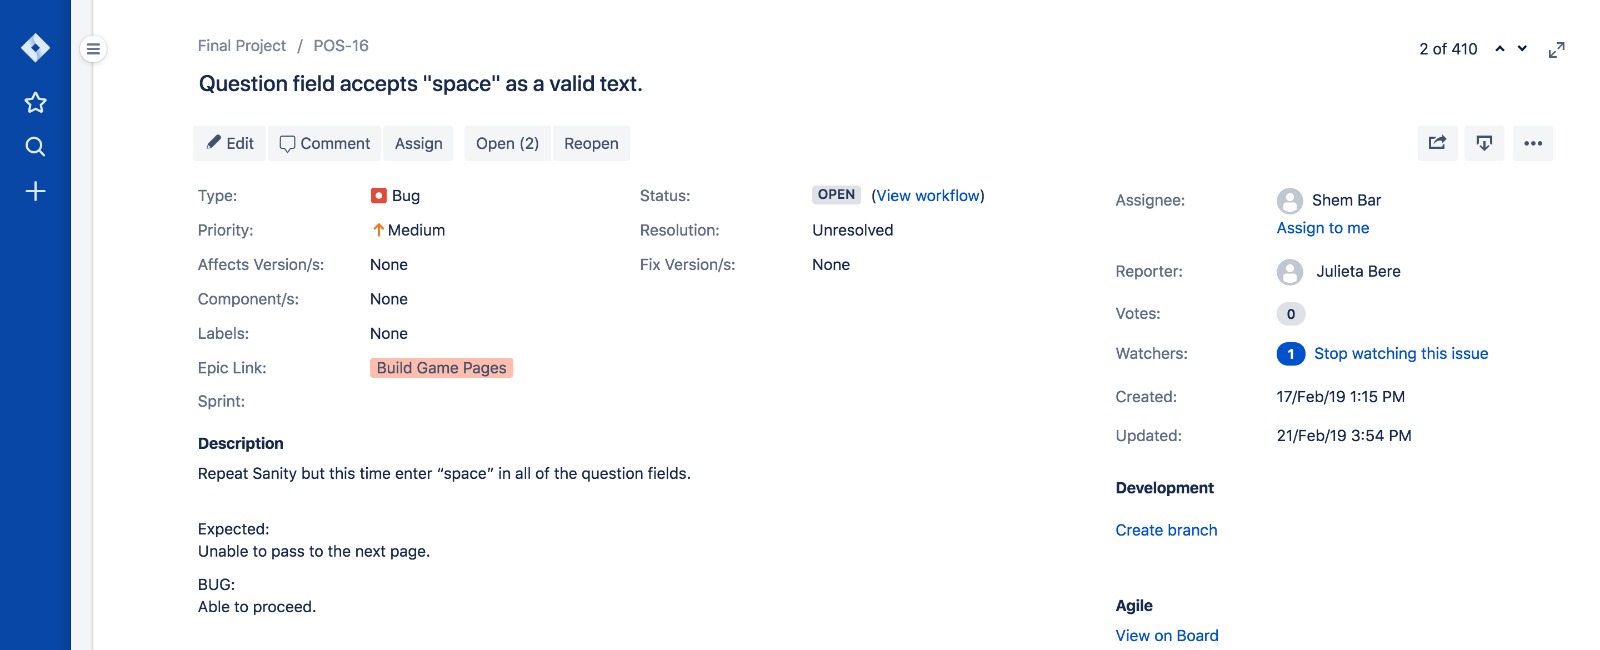 Final Project / POS-16
2 of 410
Question field accepts "space" as a valid text.
Edit Comment Assign Open (2) Reopen
Type: Bug
Priority: Medium
Affects Version/s: None
Component/s: None
Labels: None
Epic Link: Build Game Pages
Sprint:
Status: OPEN (View workflow)
Resolution: Unresolved
Fix Version/s: None
Description
Repeat Sanity but this time enter “space” in all of the question fields.
Expected:
Unable to pass to the next page.
BUG:
Able to proceed.
Assignee: Shem Bar
Assign to me
Reporter: Julieta Bere
Votes: 0
Watchers: 1 Stop watching this issue
Created: 17/Feb/19 1:15 PM
Updated: 21/Feb/19 3:54 PM
Development
Create branch
Agile
View on Board